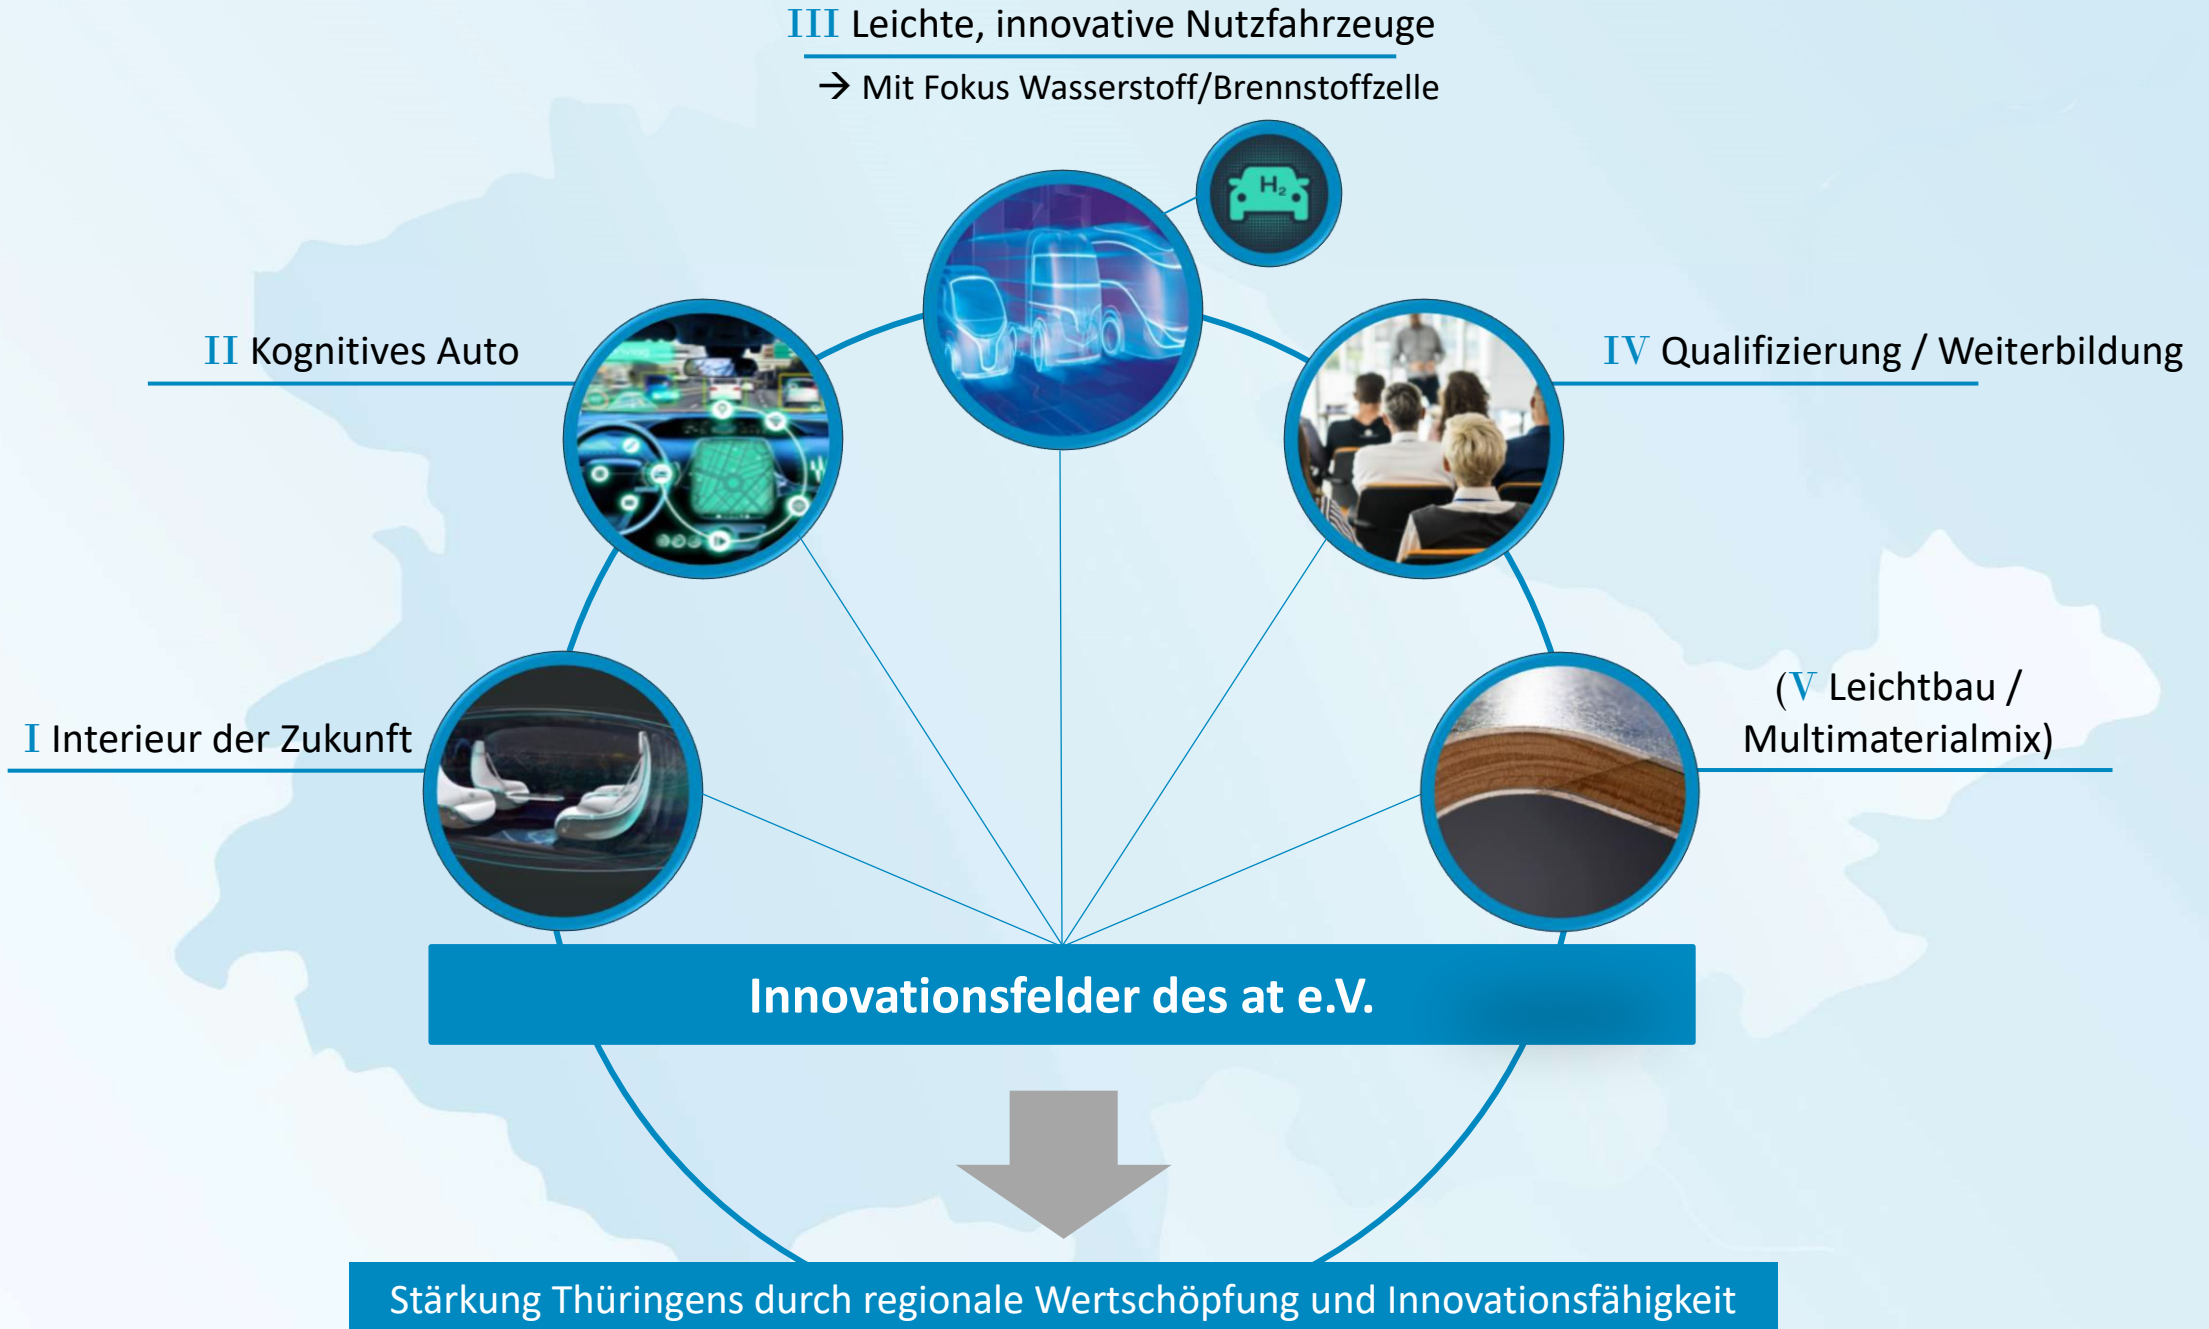 III Leichte, innovative Nutzfahrzeuge
→ Mit Fokus Wasserstoff/Brennstoffzelle
H₂
II Kognitives Auto
IV Qualifizierung / Weiterbildung
I Interieur der Zukunft
(V Leichtbau /
Multimaterialmix)
Innovationsfelder des at e.V.
Stärkung Thüringens durch regionale Wertschöpfung und Innovationsfähigkeit